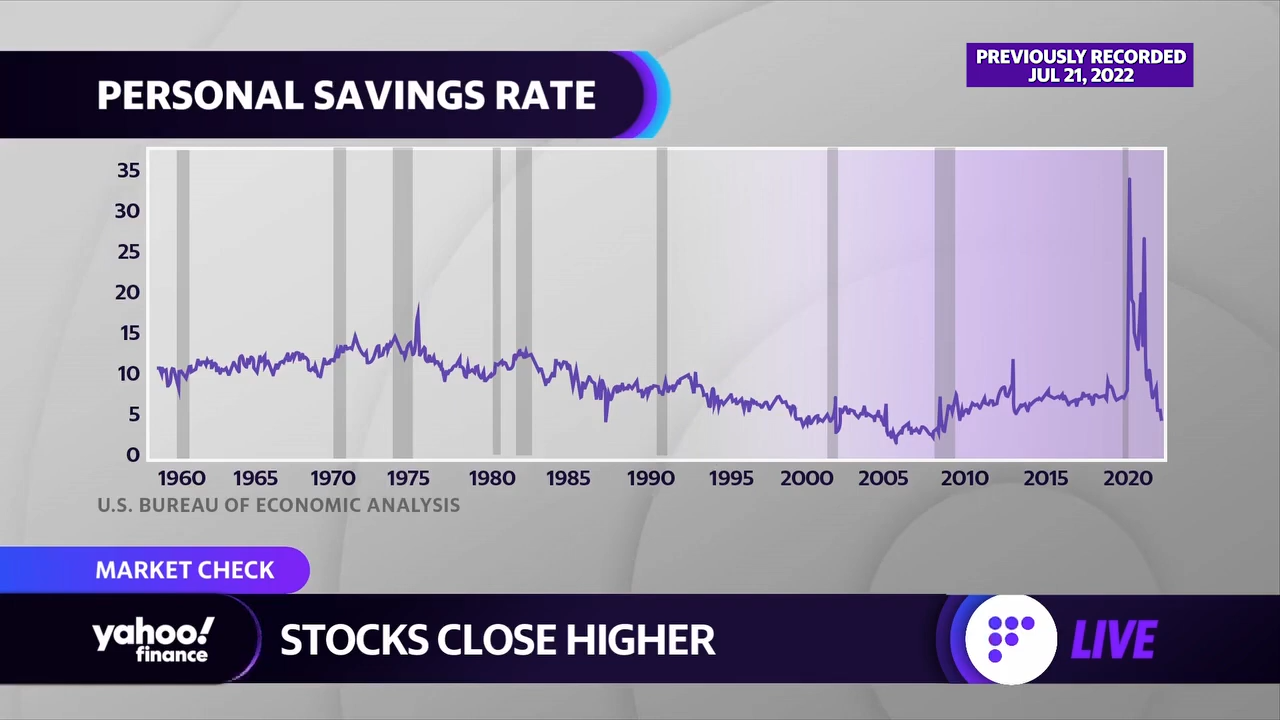 PREVIOUSLY RECORDED
JUL 21, 2022
PERSONAL SAVINGS RATE
35
30
25
20
15
10
5
0
1960 1965 1970 1975 1980 1985 1990 1995 2000 2005 2010 2015 2020
U.S. BUREAU OF ECONOMIC ANALYSIS
MARKET CHECK
yahoo!
finance
STOCKS CLOSE HIGHER
LIVE